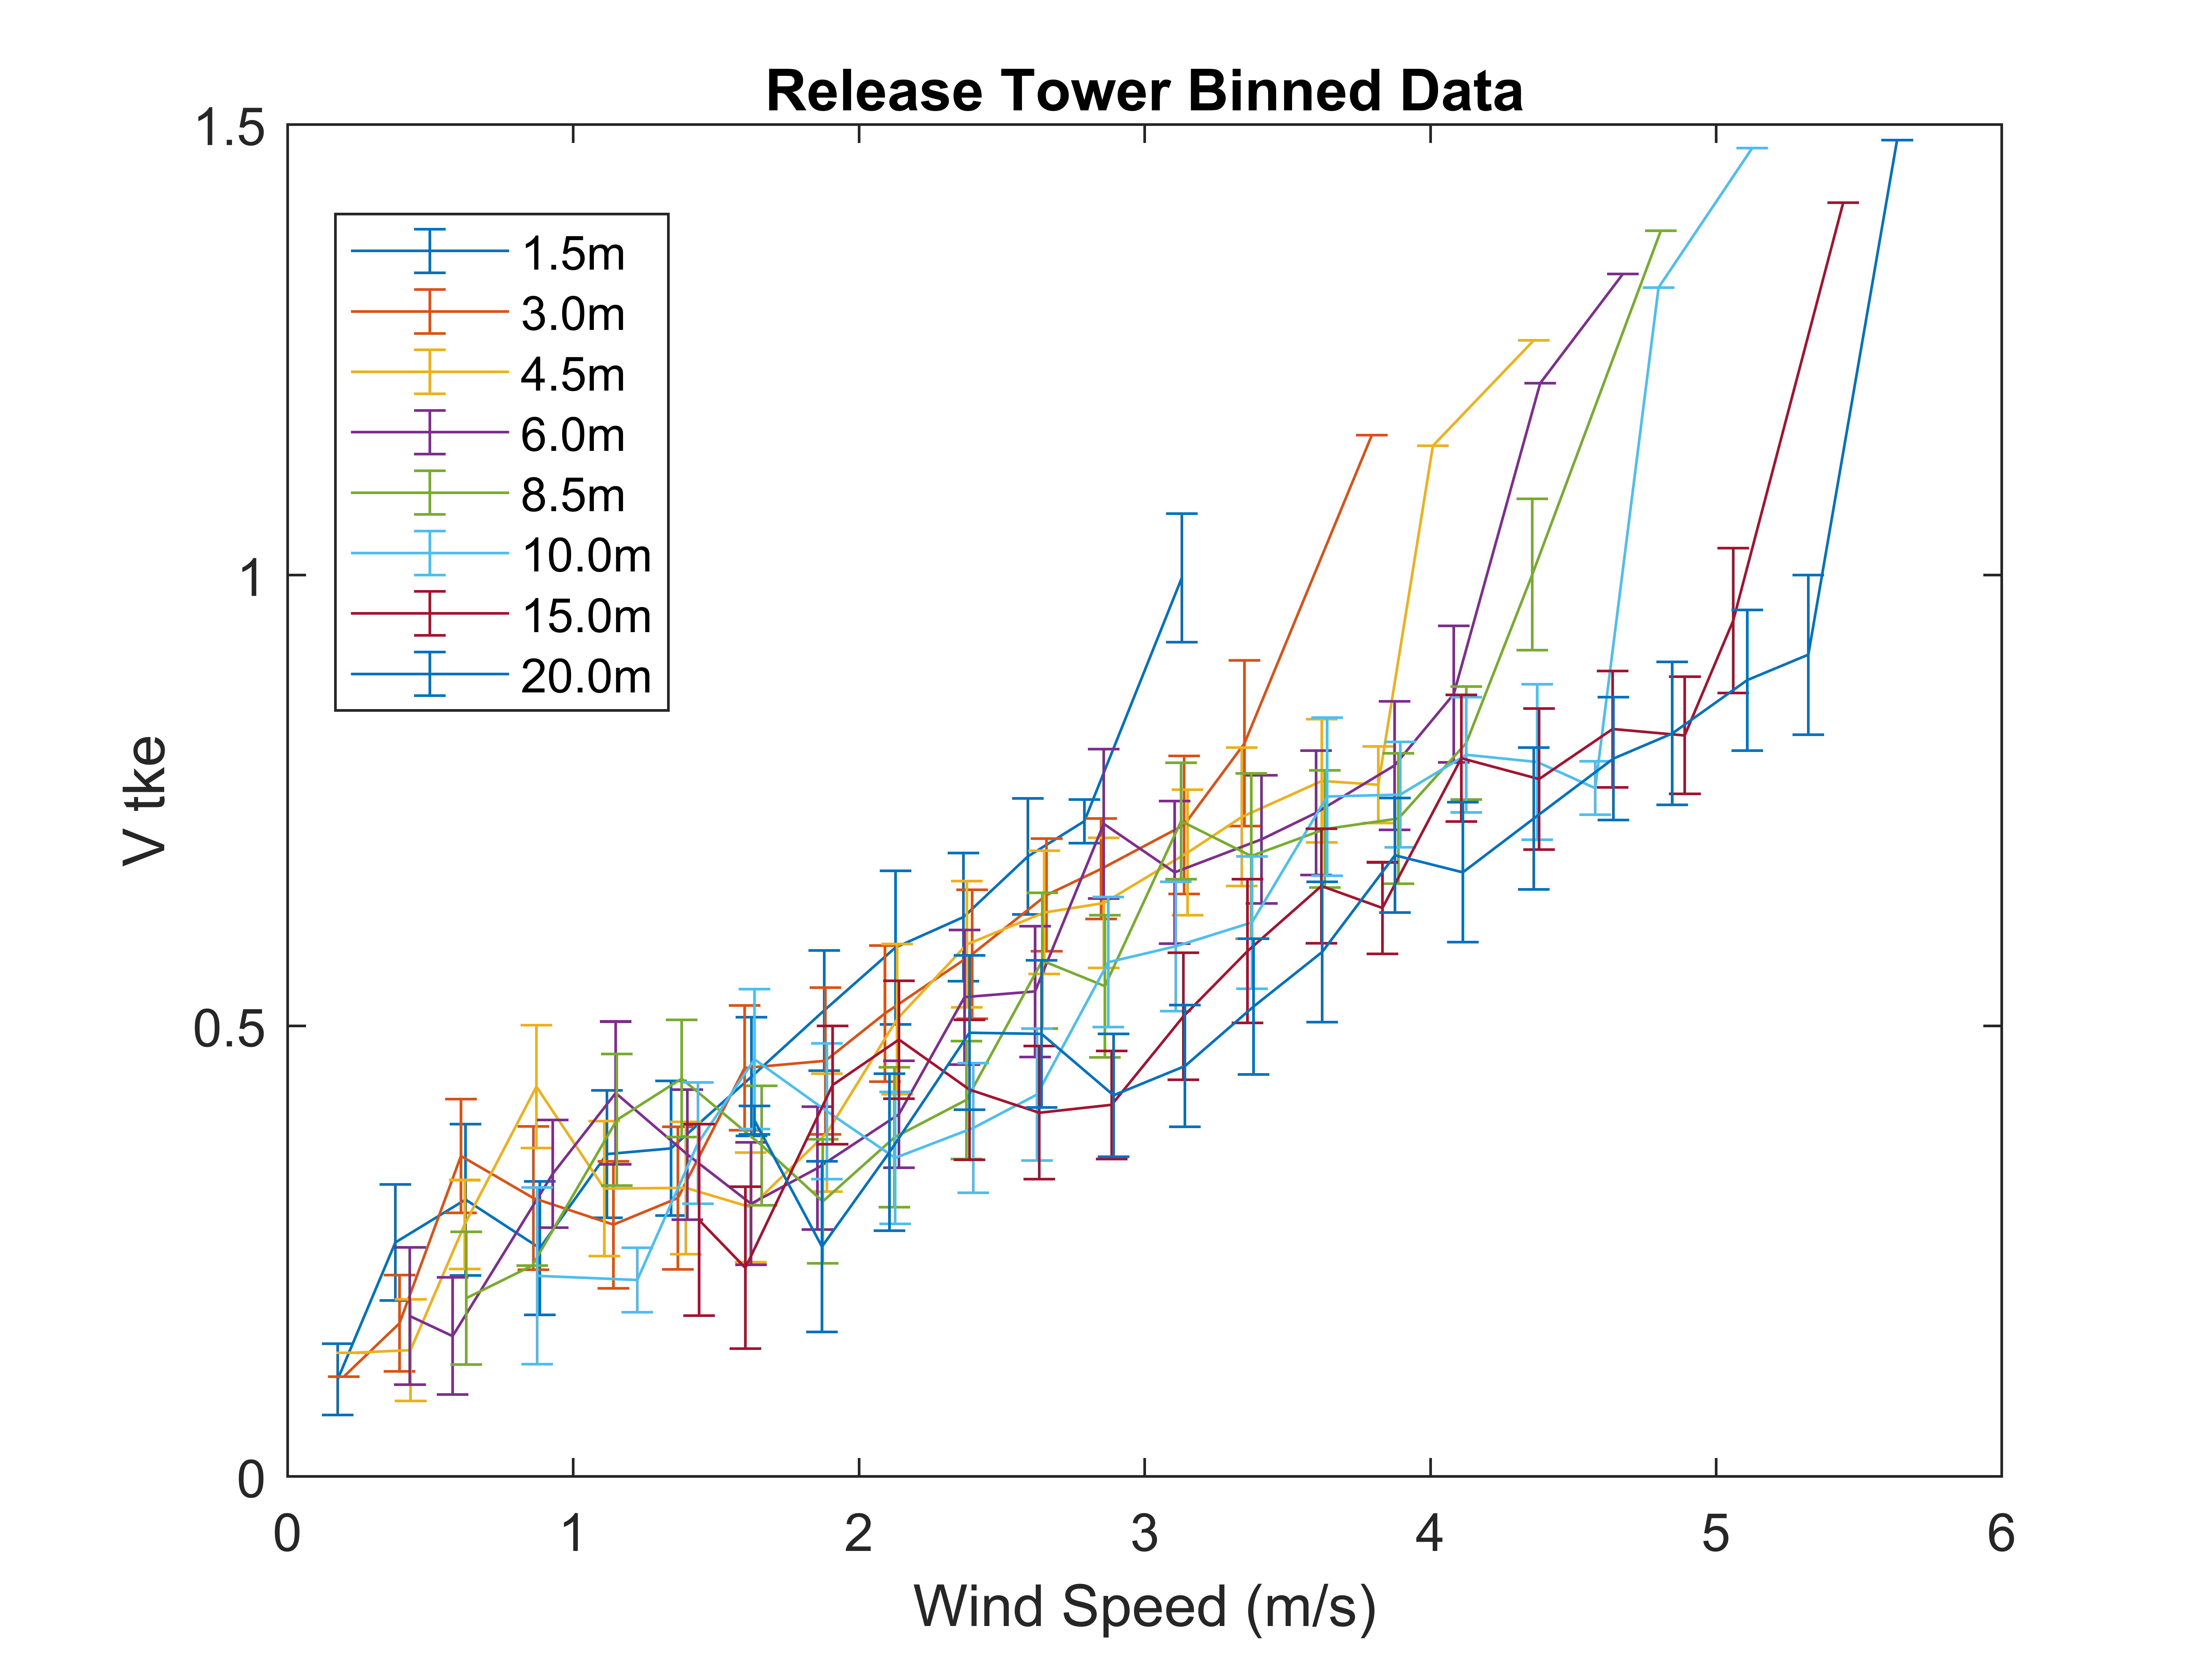 Release Tower Binned Data
1.5
1
0.5
0
V tke
1.5m
3.0m
4.5m
6.0m
8.5m
10.0m
15.0m
20.0m
0 1 2 3 4 5 6
Wind Speed (m/s)